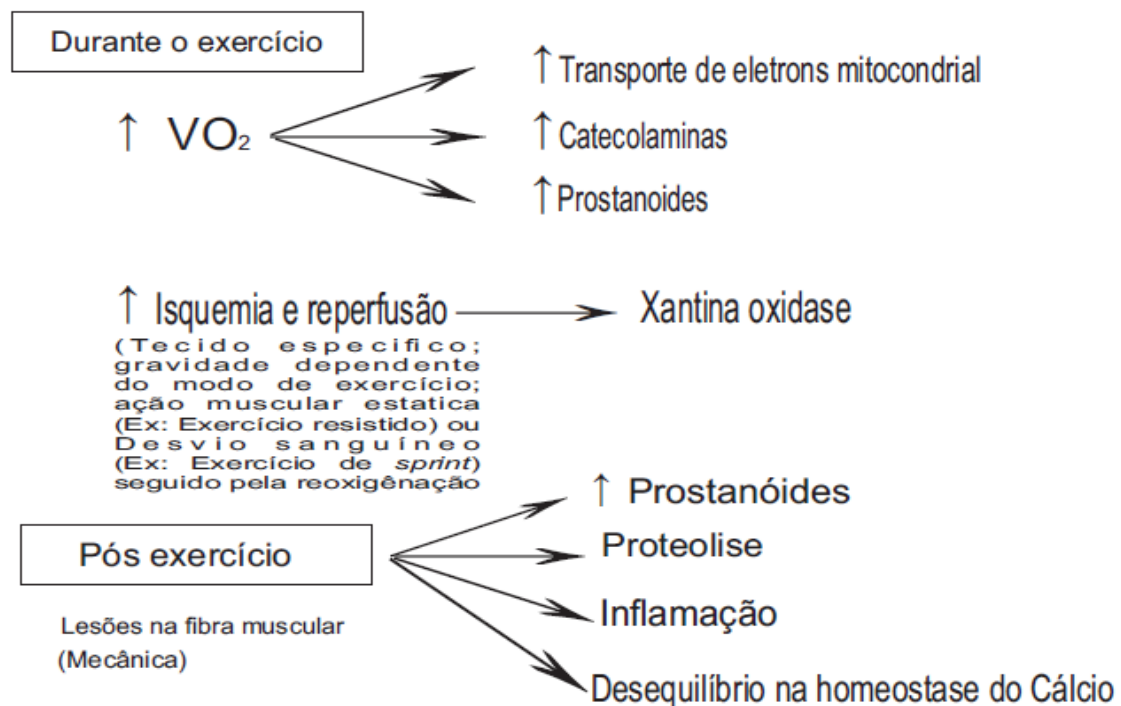 Durante o exercício
↑ VO₂
↑ Transporte de eletrons mitocondrial
↑ Catecolaminas
↑ Prostanoides
↑ Isquemia e reperfusão
Xantina oxidase
(Tecido especifico;
gravidade dependente
do modo de exercício;
ação muscular estatica
(Ex: Exercício resistido) ou
Desvio sanguíneo
(Ex: Exercício de sprint)
seguido pela reoxigênação
Pós exercício
Lesões na fibra muscular
(Mecânica)
↑ Prostanóides
Proteolise
Inflamação
Desequilíbrio na homeostase do Cálcio